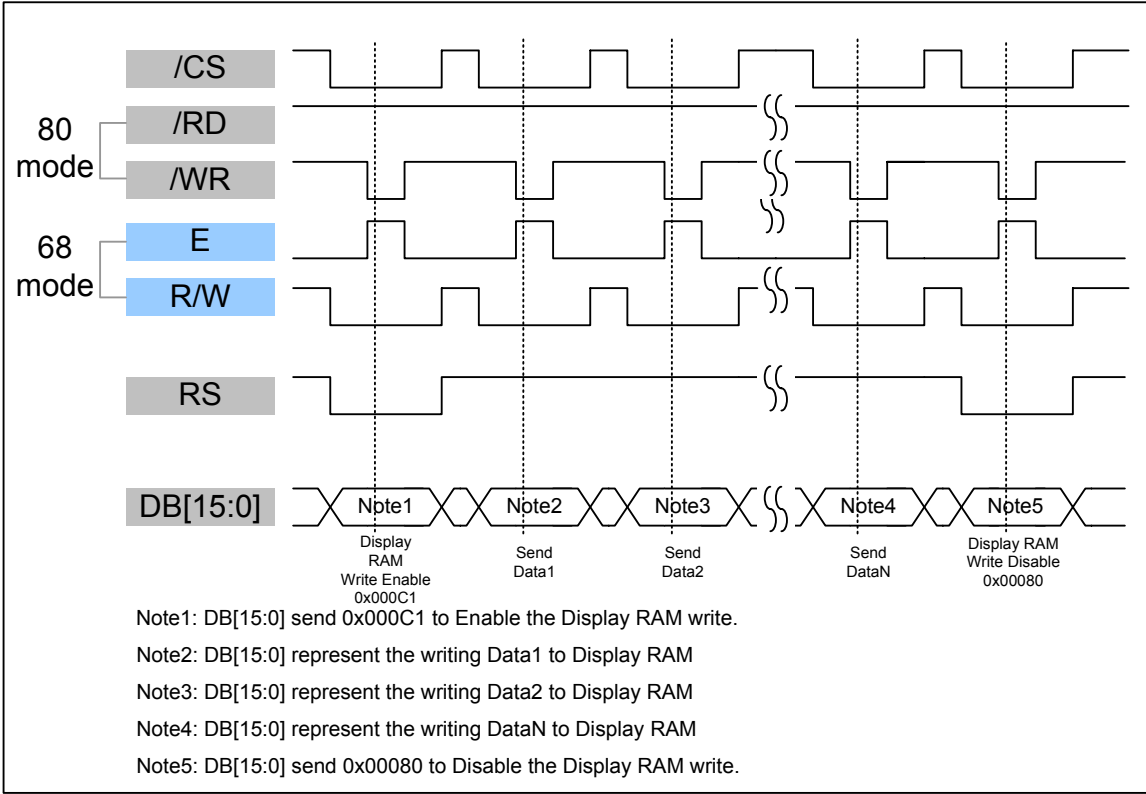 /CS
80
mode
/RD
/WR
68
mode
E
R/W
RS
DB[15:0]
Note1
Note2
Note3
Note4
Note5
Display
RAM
Write Enable
0x000C1
Send
Data1
Send
Data2
Send
DataN
Display RAM
Write Disable
0x00080
Note1: DB[15:0] send 0x000C1 to Enable the Display RAM write.
Note2: DB[15:0] represent the writing Data1 to Display RAM
Note3: DB[15:0] represent the writing Data2 to Display RAM
Note4: DB[15:0] represent the writing DataN to Display RAM
Note5: DB[15:0] send 0x00080 to Disable the Display RAM write.